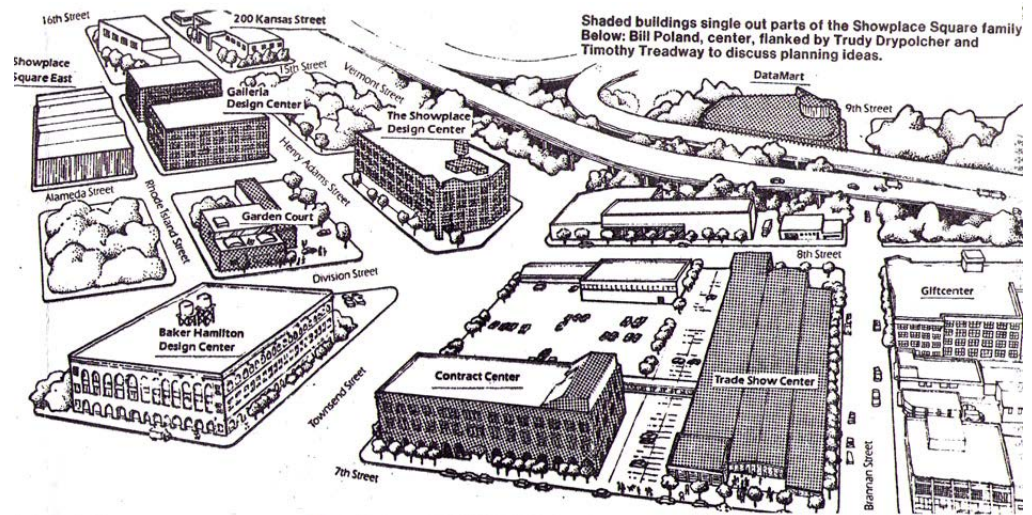 Shaded buildings single out parts of the Showplace Square family
Below: Bill Poland, center, flanked by Trudy Drypolcher and
Timothy Treadway to discuss planning ideas.
16th Street
200 Kansas Street
Showplace
Square East
15th Street
Vermont Street
DataMart
9th Street
Galleria
Design Center
The Showplace
Design Center
Henry Adams Street
Alameda Street
Rhode Island Street
Garden Court
8th Street
Division Street
Giftcenter
Baker Hamilton
Design Center
Contract Center
Trade Show Center
Townsend Street
7th Street
Brannan Street